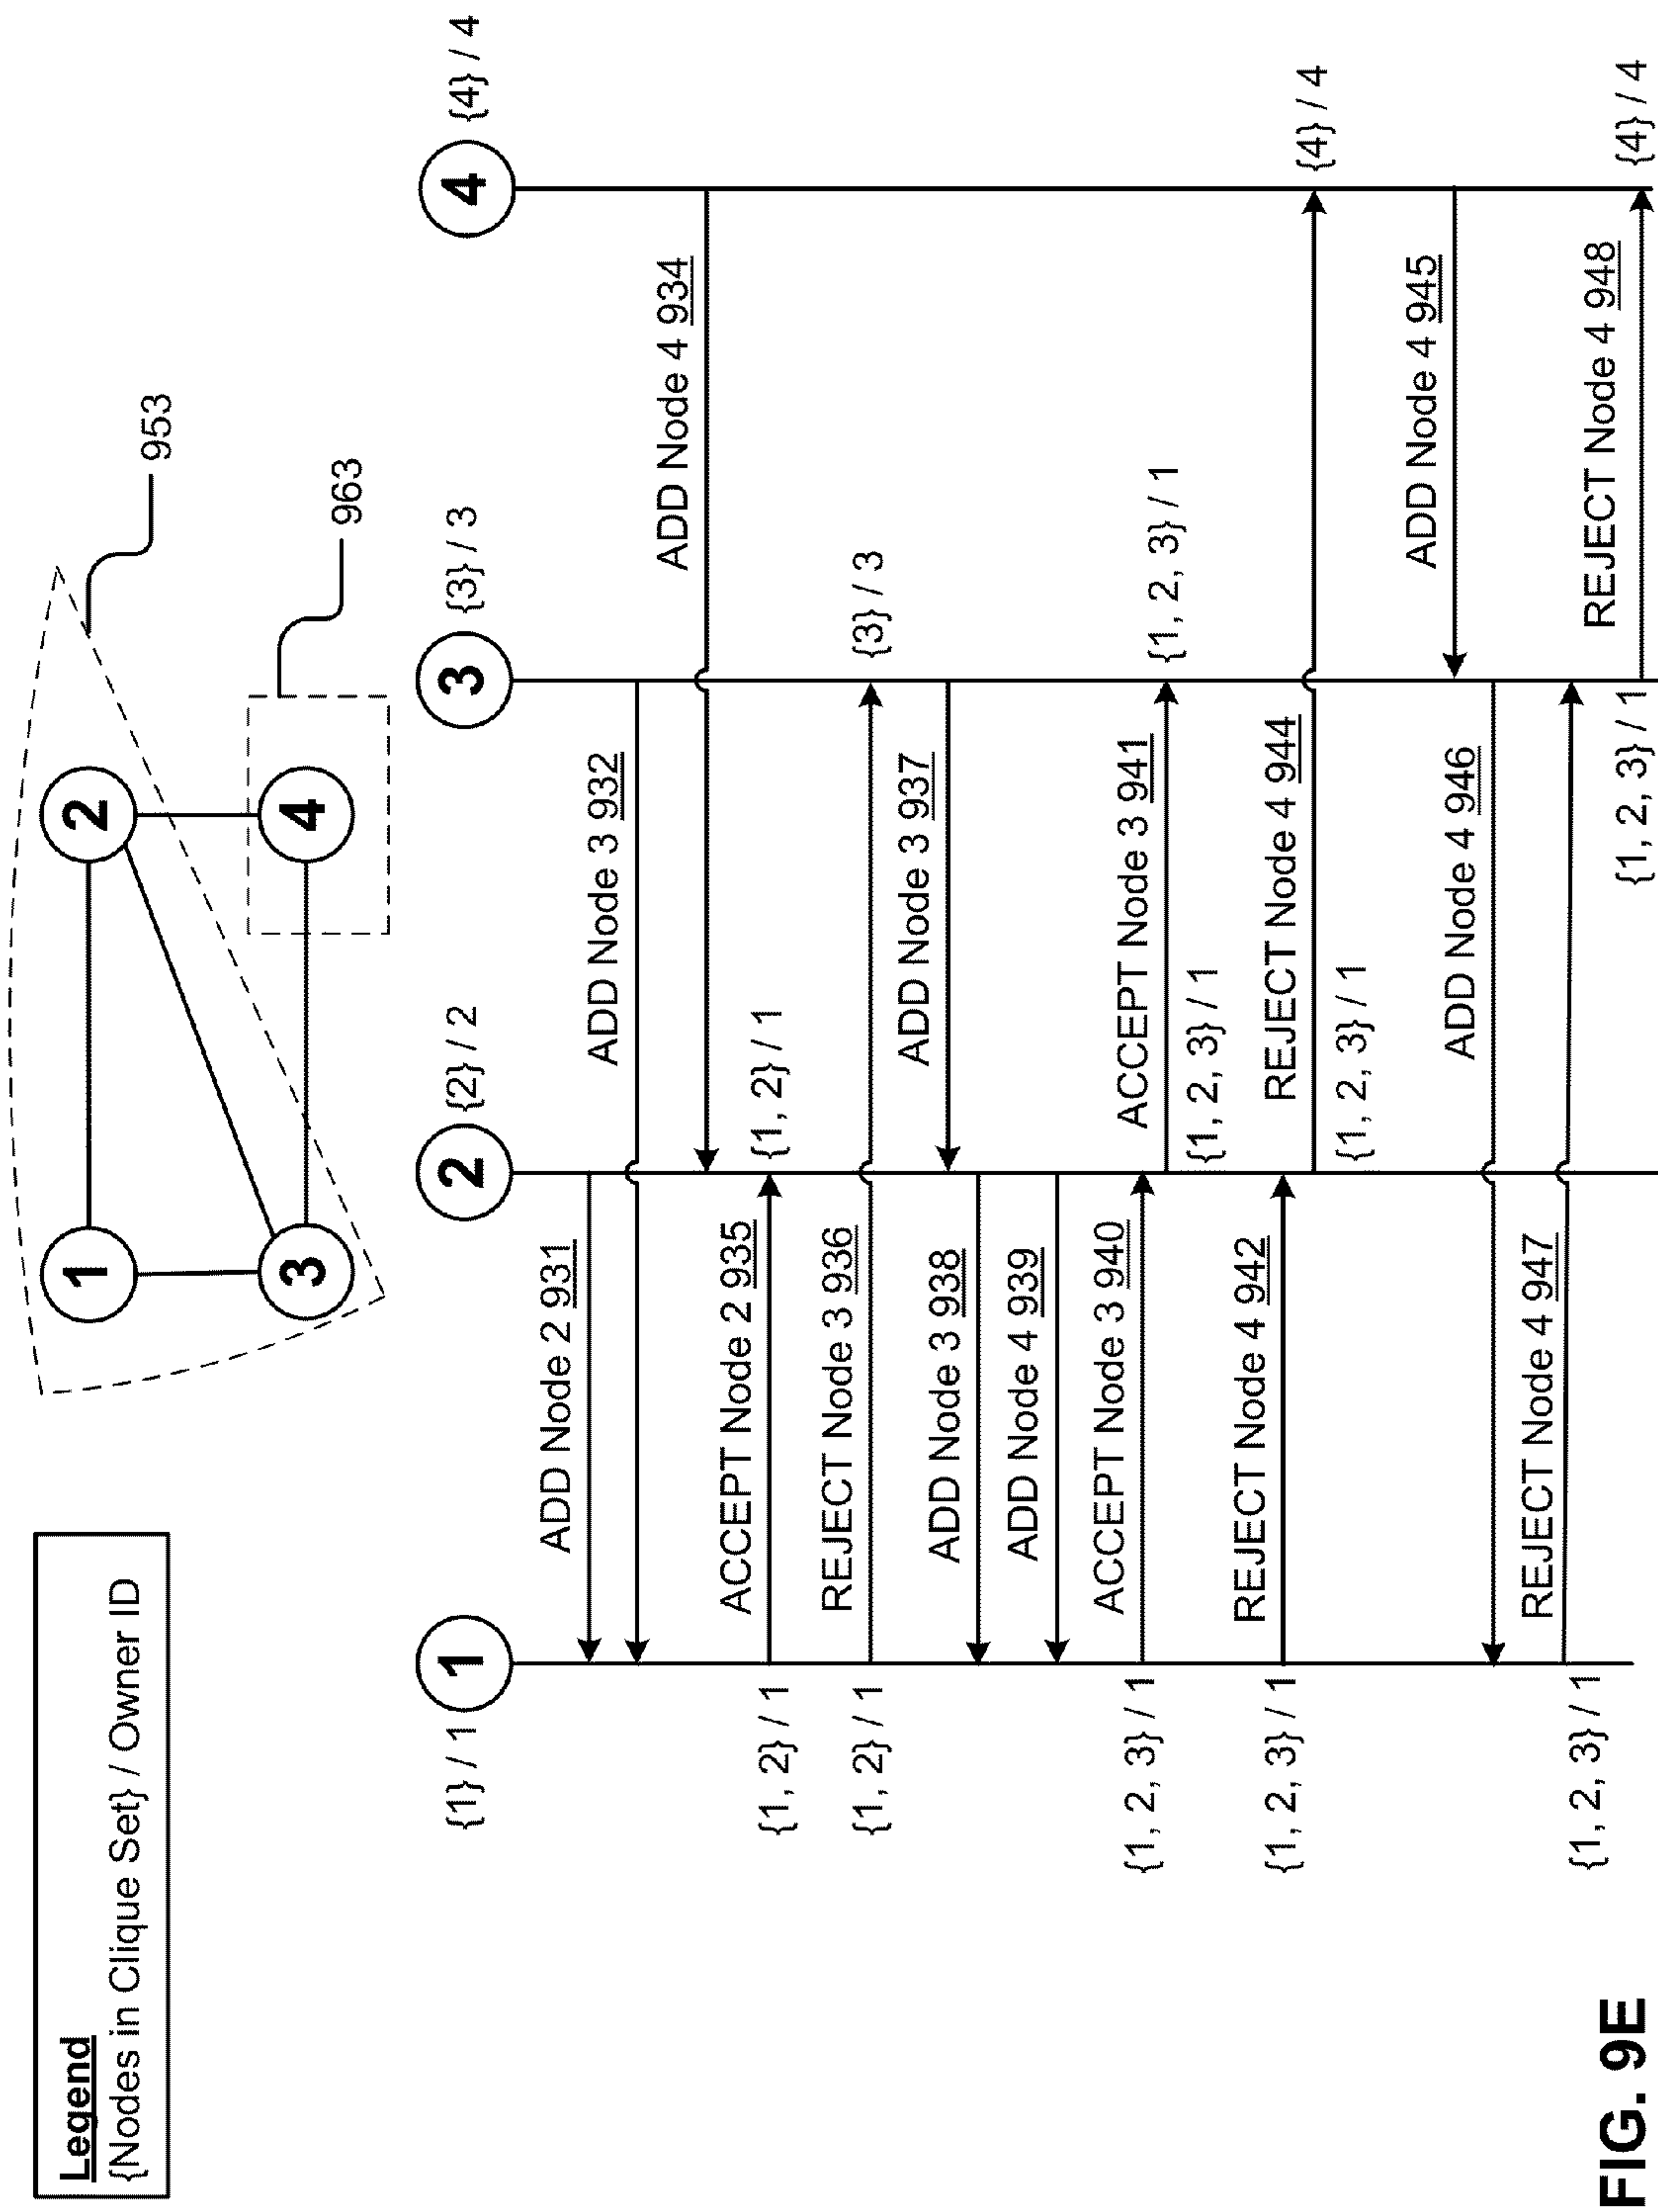 Legend
{Nodes in Clique Set} / Owner ID
1
2
3
4
953
963
1
{1} / 1
2
{2} / 2
3
{3} / 3
4
{4} / 4
ADD Node 2 931
ADD Node 3 932
ADD Node 4 934
ACCEPT Node 2 935
{1, 2} / 1
{1, 2} / 1
REJECT Node 3 936
{1, 2} / 1
{3} / 3
ADD Node 3 937
ADD Node 3 938
ADD Node 4 939
ACCEPT Node 3 940
{1, 2, 3} / 1
ACCEPT Node 3 941
{1, 2, 3} / 1
{1, 2, 3} / 1
REJECT Node 4 942
{1, 2, 3} / 1
REJECT Node 4 944
{1, 2, 3} / 1
{4} / 4
ADD Node 4 945
ADD Node 4 946
REJECT Node 4 947
{1, 2, 3} / 1
REJECT Node 4 948
{1, 2, 3} / 1
{4} / 4
FIG. 9E